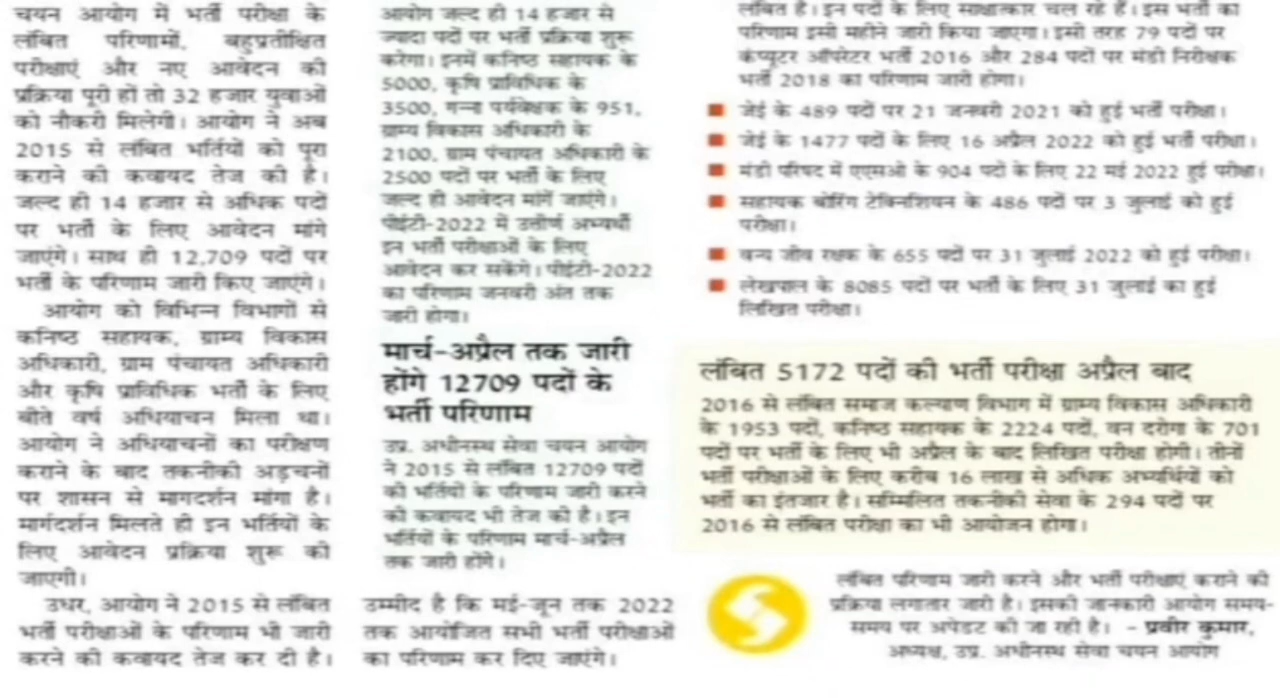 चयन आयोग में भर्ती परीक्षा के
लंबित परिणामों, बहुप्रतीक्षित
परीक्षाएं और नए आवेदन की
प्रक्रिया पूरी हों तो 32 हजार युवाओं
को नौकरी मिलेगी। आयोग ने अब
2015 से लंबित भर्तियों को पूरा
कराने की कवायद तेज की है।
जल्द ही 14 हजार से अधिक पदों
पर भर्ती के लिए आवेदन मांगे
जाएंगे। साथ ही 12,709 पदों पर
भर्ती के परिणाम जारी किए जाएंगे।
आयोग को विभिन्न विभागों से
कनिष्ठ सहायक, ग्राम्य विकास
अधिकारी, ग्राम पंचायत अधिकारी
और कृषि प्राविधिक भर्ती के लिए
बीते वर्ष अधियाचन मिला था।
आयोग ने अधियाचनों का परीक्षण
कराने के बाद तकनीकी अड़चनों
पर शासन से मागदर्शन मांगा है।
मार्गदर्शन मिलते ही इन भर्तियों के
लिए आवेदन प्रक्रिया शुरू की
जाएगी।
उधर, आयोग ने 2015 से लंबित
भर्ती परीक्षाओं के परिणाम भी जारी
करने की कवायद तेज कर दी है।
आयोग जल्द ही 14 हजार से
ज्यादा पदों पर भर्ती प्रक्रिया शुरू
करेगा। इनमें कनिष्ठ सहायक के
5000, कृषि प्राविधिक के
3500, गन्ना पर्यवेक्षक के 951,
ग्राम्य विकास अधिकारी के
2100, ग्राम पंचायत अधिकारी के
2500 पदों पर भर्ती के लिए
जल्द ही आवेदन मांगें जाएंगे।
पीईटी-2022 में उत्तीर्ण अभ्यर्थी
इन भर्ती परीक्षाओं के लिए
आवेदन कर सकेंगे। पीईटी-2022
का परिणाम जनवरी अंत तक
जारी होगा।
मार्च-अप्रैल तक जारी
होंगे 12709 पदों के
भर्ती परिणाम
उप्र. अधीनस्थ सेवा चयन आयोग
ने 2015 से लंबित 12709 पदों
की भर्तियों के परिणाम जारी करने
की कवायद भी तेज की है। इन
भर्तियों के परिणाम मार्च-अप्रैल
तक जारी होंगे।
उम्मीद है कि मई-जून तक 2022
तक आयोजित सभी भर्ती परीक्षाओं
का परिणाम कर दिए जाएंगे।
लंबित है। इन पदों के लिए साक्षात्कार चल रहे हैं। इस भर्ती का
परिणाम इसी महीने जारी किया जाएगा। इसी तरह 79 पदों पर
कंप्यूटर ऑपरेटर भर्ती 2016 और 284 पदों पर मंडी निरीक्षक
भर्ती 2018 का परिणाम जारी होगा।
जेई के 489 पदों पर 21 जनवरी 2021 को हुई भर्ती परीक्षा।
जेई के 1477 पदों के लिए 16 अप्रैल 2022 को हुई भर्ती परीक्षा।
मंडी परिषद में एएसओ के 904 पदों के लिए 22 मई 2022 हुई परीक्षा।
सहायक बोरिंग टेक्निशियन के 486 पदों पर 3 जुलाई को हुई
परीक्षा।
वन्य जीव रक्षक के 655 पदों पर 31 जुलाई 2022 को हुई परीक्षा।
लेखपाल के 8085 पदों पर भर्ती के लिए 31 जुलाई का हुई
लिखित परीक्षा।
लंबित 5172 पदों की भर्ती परीक्षा अप्रैल बाद
2016 से लंबित समाज कल्याण विभाग में ग्राम्य विकास अधिकारी
के 1953 पदों, कनिष्ठ सहायक के 2224 पदों, वन दरोगा के 701
पदों पर भर्ती के लिए भी अप्रैल के बाद लिखित परीक्षा होगी। तीनों
भर्ती परीक्षाओं के लिए करीब 16 लाख से अधिक अभ्यर्थियों को
भर्ती का इंतजार है। सम्मिलित तकनीकी सेवा के 294 पदों पर
2016 से लंबित परीक्षा का भी आयोजन होगा।
लंबित परिणाम जारी करने और भर्ती परीक्षाएं कराने की
प्रक्रिया लगातार जारी है। इसकी जानकारी आयोग समय-
समय पर अपेडट की जा रही है। - प्रवीर कुमार,
अध्यक्ष, उप्र. अधीनस्थ सेवा चयन आयोग